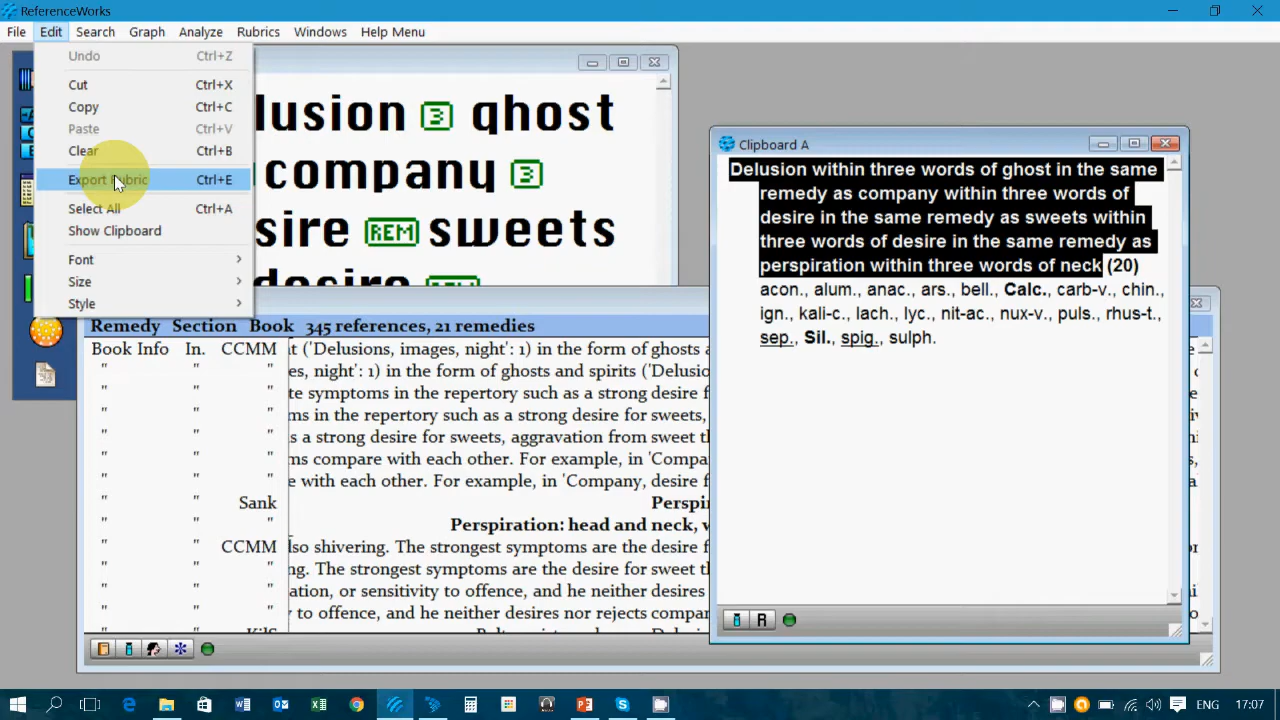 ReferenceWorks
File Edit Search Graph Analyze Rubrics Windows Help Menu
Undo Ctrl+Z
Cut Ctrl+X
Copy Ctrl+C
Paste Ctrl+V
Clear Ctrl+B
Export Rubric Ctrl+E
Select All Ctrl+A
Show Clipboard
Font
Size
Style
lusion 3 ghost
company 3
sire REM sweets
desire
Remedy Section Book 345 references, 21 remedies
Book Info In. CCMM t ('Delusions, images, night': 1) in the form of ghosts a
" " " es, night': 1) in the form of ghosts and spirits ('Delusio
" " " te symptoms in the repertory such as a strong desire for
" " " ms in the repertory such as a strong desire for sweets,
" " " s a strong desire for sweets, aggravation from sweet th
" " " ms compare with each other. For example, in 'Compa
" " " e with each other. For example, in 'Company, desire f
" " Sank Perspi
" " " Perspiration: head and neck, w
" " CCMM lso shivering. The strongest symptoms are the desire f
" " " ng. The strongest symptoms are the desire for sweets
" " " ation, or sensitivity to offence, and he neither desires
" " " y to offence, and he neither desires nor rejects compa
Clipboard A
Delusion within three words of ghost in the same
remedy as company within three words of
desire in the same remedy as sweets within
three words of desire in the same remedy as
perspiration within three words of neck (20)
acon., alum., anac., ars., bell., Calc., carb-v., chin.,
ign., kali-c., lach., lyc., nit-ac., nux-v., puls., rhus-t.,
sep., Sil., spig., sulph.
R
ENG 17:07